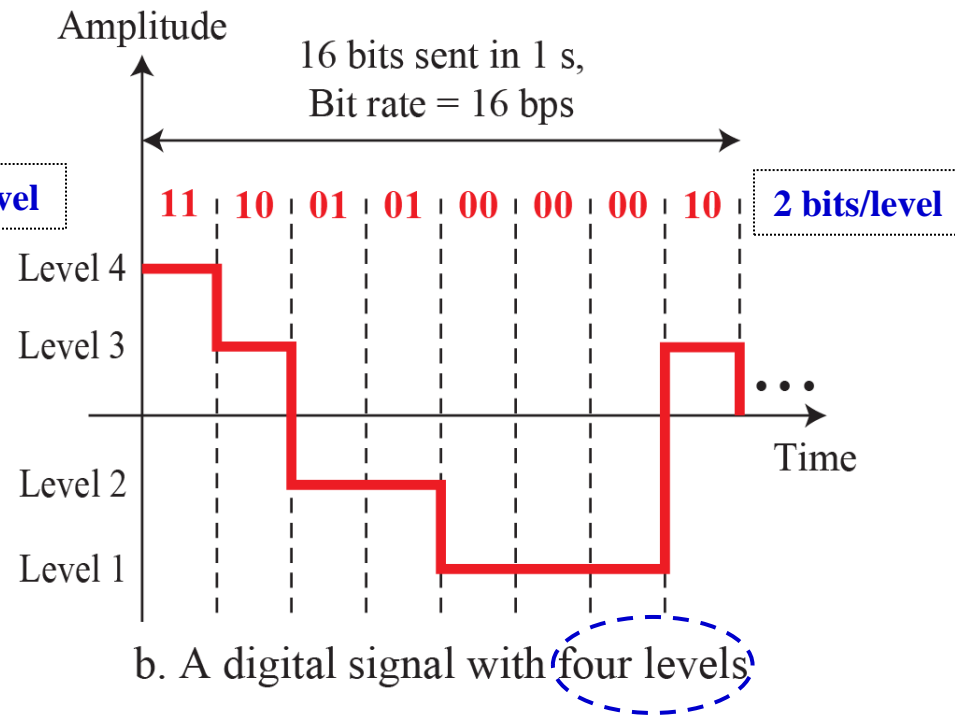 Amplitude
16 bits sent in 1 s,
Bit rate = 16 bps
2 bits/level
11 10 01 01 00 00 00 10
Level 4
Level 3
• • •
Time
Level 2
Level 1
b. A digital signal with four levels